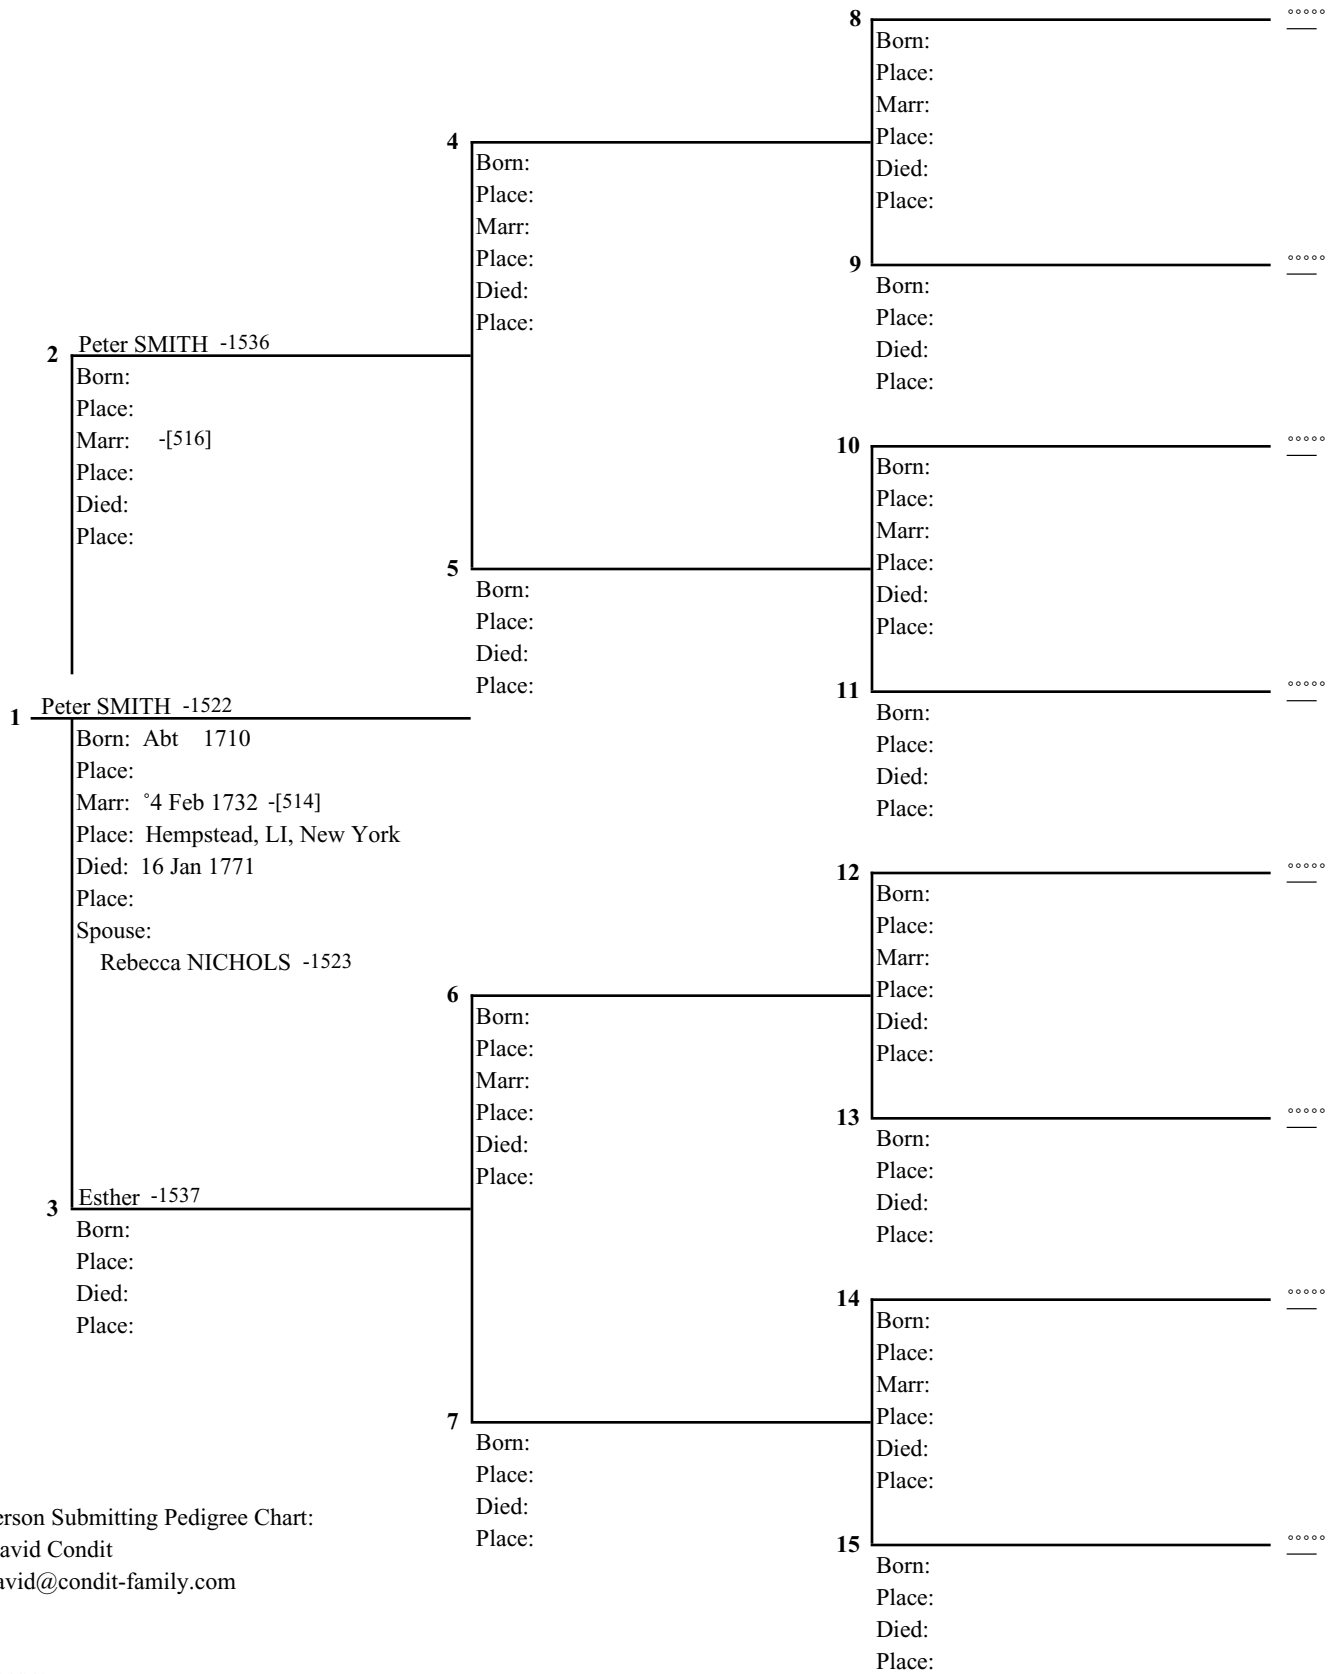 8
°°°°°
Born:
Place:
Marr:
Place:
Died:
Place:
4
Born:
Place:
Marr:
Place:
Died:
Place:
9
°°°°°
Born:
Place:
Died:
Place:
2 Peter SMITH -1536
Born:
Place:
Marr: -[516]
Place:
Died:
Place:
10
°°°°°
Born:
Place:
Marr:
Place:
Died:
Place:
5
Born:
Place:
Died:
Place:
11
°°°°°
Born:
Place:
Died:
Place:
1 Peter SMITH -1522
Born: Abt 1710
Place:
Marr: °4 Feb 1732 -[514]
Place: Hempstead, LI, New York
Died: 16 Jan 1771
Place:
Spouse:
Rebecca NICHOLS -1523
12
°°°°°
Born:
Place:
Marr:
Place:
Died:
Place:
6
Born:
Place:
Marr:
Place:
Died:
Place:
13
°°°°°
Born:
Place:
Died:
Place:
3 Esther -1537
Born:
Place:
Died:
Place:
14
°°°°°
Born:
Place:
Marr:
Place:
Died:
Place:
7
Born:
Place:
Died:
Place:
15
°°°°°
Born:
Place:
Died:
Place:
erson Submitting Pedigree Chart:
avid Condit
avid@condit-family.com